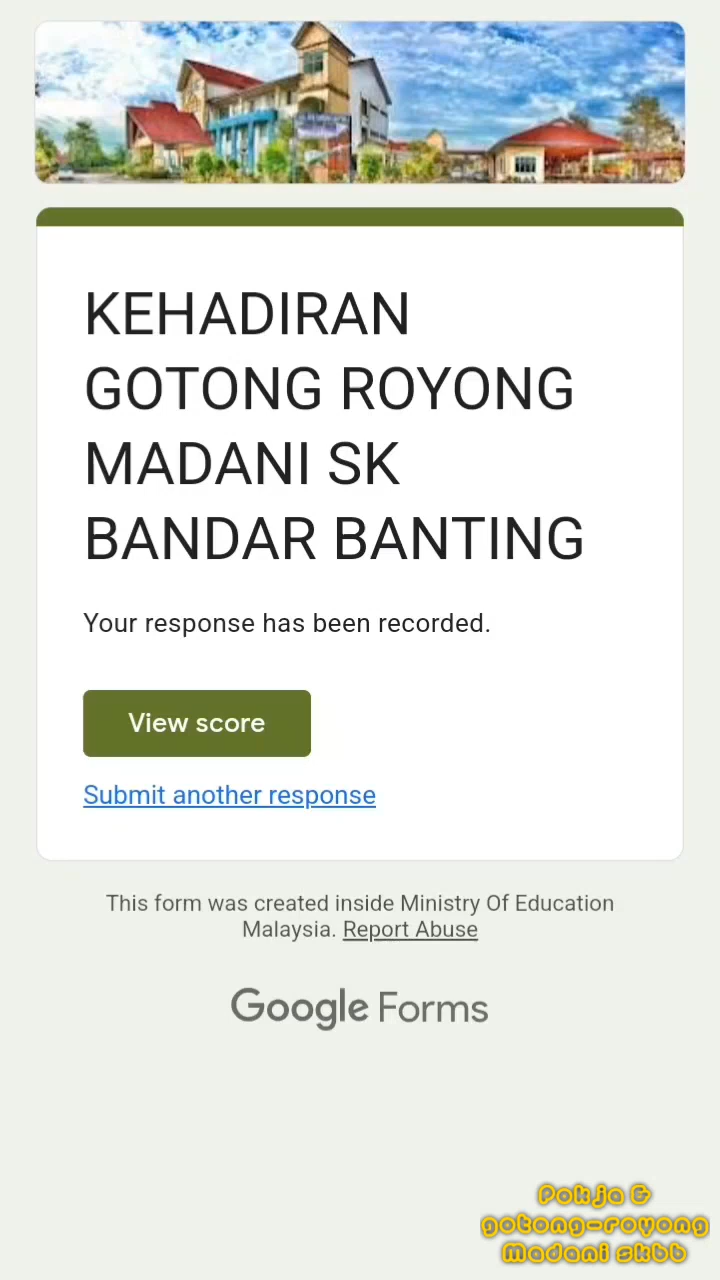 KEHADIRAN
GOTONG ROYONG
MADANI SK
BANDAR BANTING
Your response has been recorded.
View score
Submit another response
This form was created inside Ministry Of Education
Malaysia. Report Abuse
Google Forms
Pokja &
gotong-royong
Madani skbb